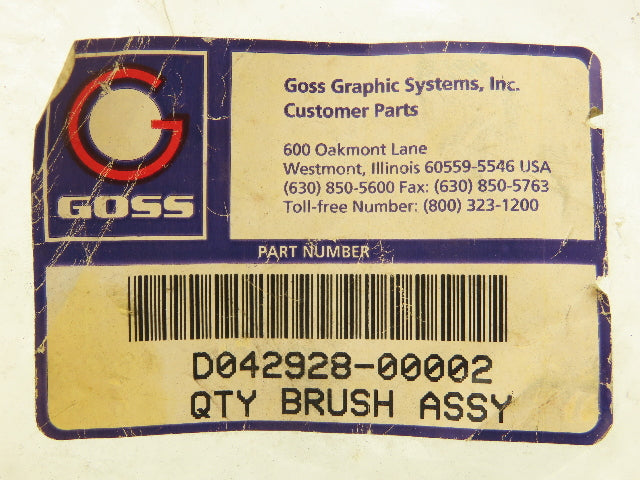 G
GOSS
Goss Graphic Systems, Inc.
Customer Parts
600 Oakmont Lane
Westmont, Illinois 60559-5546 USA
(630) 850-5600 Fax: (630) 850-5763
Toll-free Number: (800) 323-1200
PART NUMBER
D042928-00002
QTY BRUSH ASSY